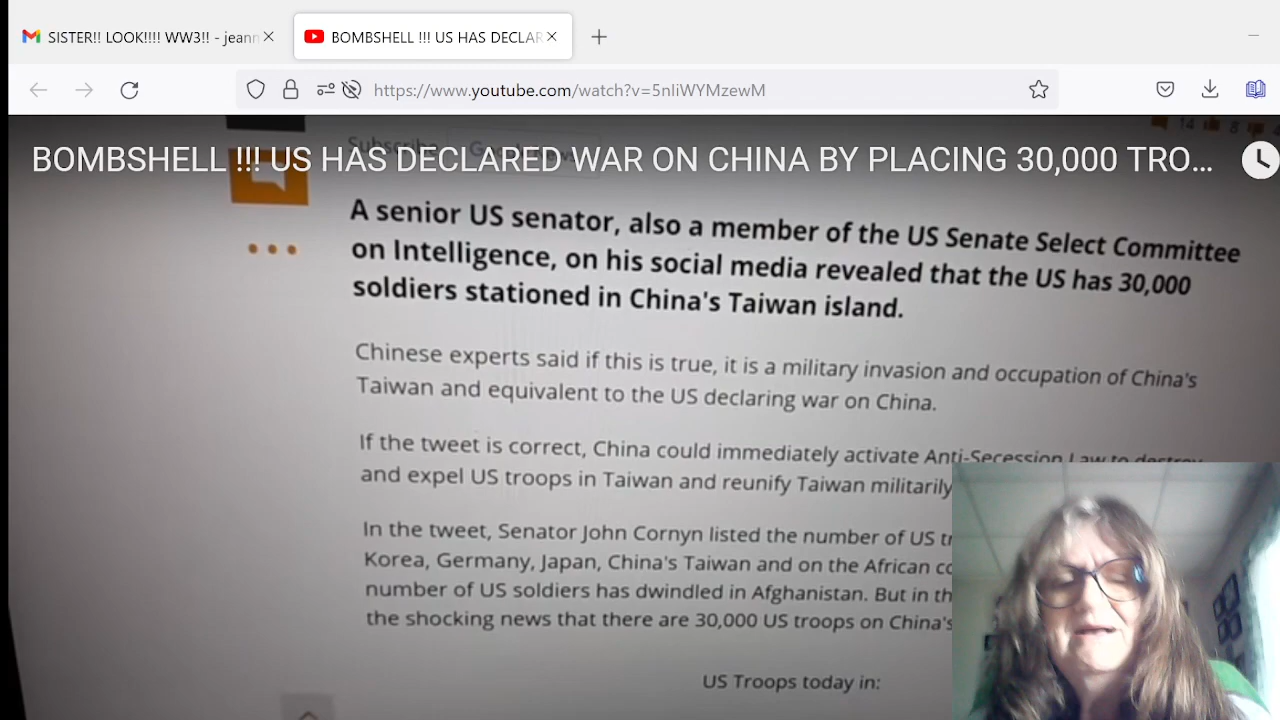 SISTER!! LOOK!!!! WW3!! - jeann
BOMBSHELL !!! US HAS DECLAR
https://www.youtube.com/watch?v=5nIiWYMzewM
Subscribe
BOMBSHELL !!! US HAS DECLARED WAR ON CHINA BY PLACING 30,000 TRO...
A senior US senator, also a member of the US Senate Select Committee
on Intelligence, on his social media revealed that the US has 30,000
soldiers stationed in China's Taiwan island.
Chinese experts said if this is true, it is a military invasion and occupation of China's
Taiwan and equivalent to the US declaring war on China.
If the tweet is correct, China could immediately activate Anti-Secession Law to destroy
and expel US troops in Taiwan and reunify Taiwan militarily
In the tweet, Senator John Cornyn listed the number of US tr
Korea, Germany, Japan, China's Taiwan and on the African co
number of US soldiers has dwindled in Afghanistan. But in th
the shocking news that there are 30,000 US troops on China's
US Troops today in: